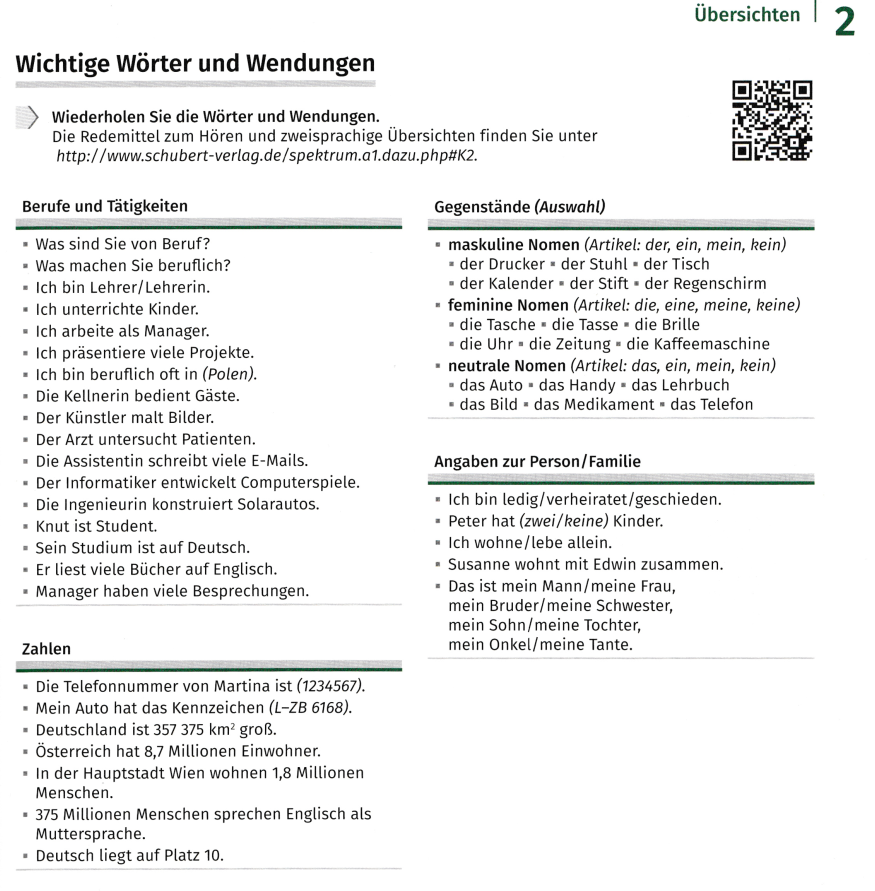 Übersichten | 2
Wichtige Wörter und Wendungen
Wiederholen Sie die Wörter und Wendungen.
Die Redemittel zum Hören und zweisprachige Übersichten finden Sie unter
http://www.schubert-verlag.de/spektrum.a1.dazu.php#K2.
Berufe und Tätigkeiten
▪ Was sind Sie von Beruf?
▪ Was machen Sie beruflich?
▪ Ich bin Lehrer/Lehrerin.
▪ Ich unterrichte Kinder.
▪ Ich arbeite als Manager.
▪ Ich präsentiere viele Projekte.
▪ Ich bin beruflich oft in (Polen).
▪ Die Kellnerin bedient Gäste.
▪ Der Künstler malt Bilder.
▪ Der Arzt untersucht Patienten.
▪ Die Assistentin schreibt viele E-Mails.
▪ Der Informatiker entwickelt Computerspiele.
▪ Die Ingenieurin konstruiert Solarautos.
▪ Knut ist Student.
▪ Sein Studium ist auf Deutsch.
▪ Er liest viele Bücher auf Englisch.
▪ Manager haben viele Besprechungen.
Zahlen
▪ Die Telefonnummer von Martina ist (1234567).
▪ Mein Auto hat das Kennzeichen (L–ZB 6168).
▪ Deutschland ist 357 375 km² groß.
▪ Österreich hat 8,7 Millionen Einwohner.
▪ In der Hauptstadt Wien wohnen 1,8 Millionen
Menschen.
▪ 375 Millionen Menschen sprechen Englisch als
Muttersprache.
▪ Deutsch liegt auf Platz 10.
Gegenstände (Auswahl)
▪ maskuline Nomen (Artikel: der, ein, mein, kein)
▪ der Drucker ▪ der Stuhl ▪ der Tisch
▪ der Kalender ▪ der Stift ▪ der Regenschirm
▪ feminine Nomen (Artikel: die, eine, meine, keine)
▪ die Tasche ▪ die Tasse ▪ die Brille
▪ die Uhr ▪ die Zeitung ▪ die Kaffeemaschine
▪ neutrale Nomen (Artikel: das, ein, mein, kein)
▪ das Auto ▪ das Handy ▪ das Lehrbuch
▪ das Bild ▪ das Medikament ▪ das Telefon
Angaben zur Person/Familie
▪ Ich bin ledig/verheiratet/geschieden.
▪ Peter hat (zwei/keine) Kinder.
▪ Ich wohne/lebe allein.
▪ Susanne wohnt mit Edwin zusammen.
▪ Das ist mein Mann/meine Frau,
mein Bruder/meine Schwester,
mein Sohn/meine Tochter,
mein Onkel/meine Tante.